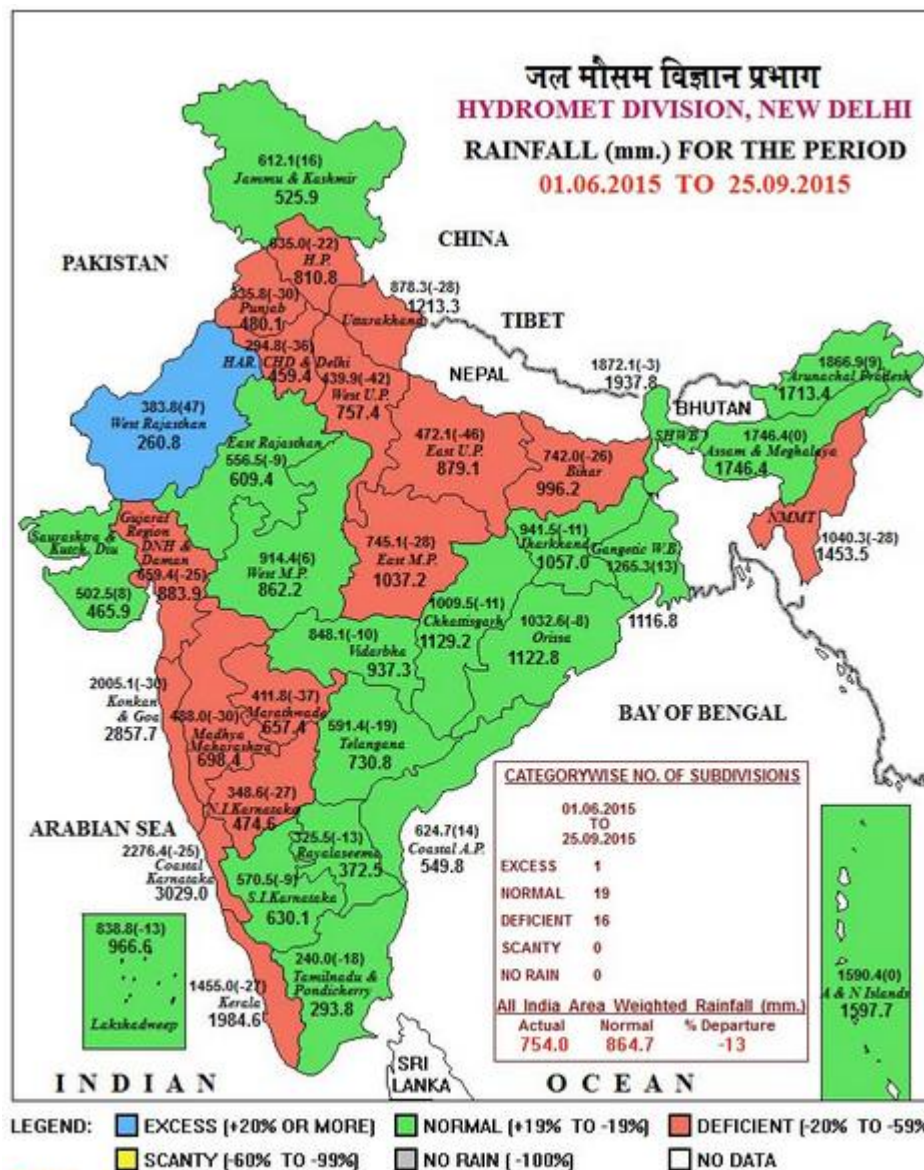 जल मौसम विज्ञान प्रभाग
HYDROMET DIVISION, NEW DELHI
RAINFALL (mm.) FOR THE PERIOD
01.06.2015 TO 25.09.2015
612.1(16)
Jammu & Kashmir
525.9
CHINA
PAKISTAN
635.0(-22)
H.P.
810.8
878.3(-28)
1213.3
Uttarakhand
TIBET
335.8(-30)
Punjab
480.1
294.8(-36)
HAR. CHD & Delhi
459.4
439.9(-42)
West U.P.
757.4
NEPAL
1872.1(-3)
1937.8
SHWB
BHUTAN
1866.9(9)
Arunachal Pradesh
1713.4
383.8(47)
West Rajasthan
260.8
East Rajasthan
556.5(-9)
609.4
472.1(-46)
East U.P.
879.1
742.0(-26)
Bihar
996.2
1746.4(0)
Assam & Meghalaya
1746.4
NMMT
1040.3(-28)
1453.5
Saurashtra &
Kutch, Diu
502.5(8)
465.9
Gujarat
Region
DNH &
Daman
659.4(-25)
883.9
914.4(6)
West M.P.
862.2
745.1(-28)
East M.P.
1037.2
941.5(-11)
Jharkhand
1057.0
Gangetic W.B.
1265.3(13)
1116.8
1009.5(-11)
Chhattisgarh
1129.2
1032.6(-8)
Orissa
1122.8
848.1(-10)
Vidarbha
937.3
2005.1(-30)
Konkan
& Goa
2857.7
488.0(-30)
Madhya
Maharashtra
698.4
411.8(-37)
Marathwada
657.4
591.4(-19)
Telangana
730.8
BAY OF BENGAL
348.6(-27)
N.I.Karnataka
474.6
ARABIAN SEA
2276.4(-25)
Coastal
Karnataka
3029.0
325.5(-13)
Rayalaseema
372.5
624.7(14)
Coastal A.P.
549.8
570.5(-9)
S.I.Karnataka
630.1
838.8(-13)
966.6
Lakshadweep
1455.0(-27)
Kerala
1984.6
240.0(-18)
Tamilnadu &
Pondicherry
293.8
CATEGORYWISE NO. OF SUBDIVISIONS
01.06.2015
TO
25.09.2015
EXCESS 1
NORMAL 19
DEFICIENT 16
SCANTY 0
NO RAIN 0
All India Area Weighted Rainfall (mm.)
Actual Normal % Departure
754.0 864.7 -13
1590.4(0)
A & N Islands
1597.7
SRI
LANKA
INDIAN OCEAN
LEGEND: EXCESS (+20% OR MORE) NORMAL (+19% TO -19%) DEFICIENT (-20% TO -59%
SCANTY (-60% TO -99%) NO RAIN (-100%) NO DATA